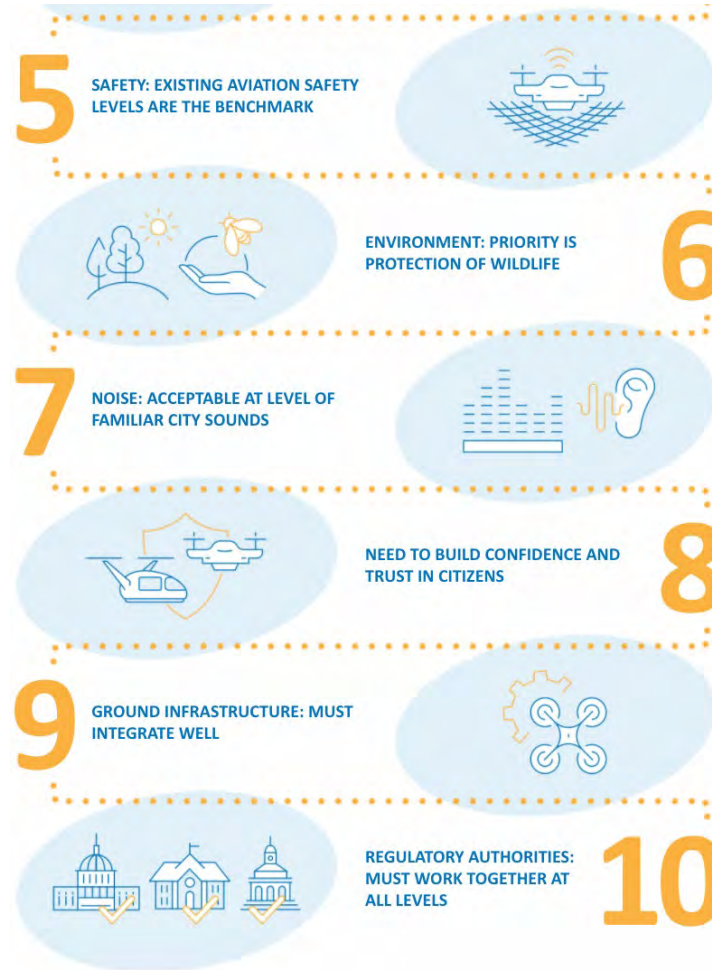 5
SAFETY: EXISTING AVIATION SAFETY
LEVELS ARE THE BENCHMARK
ENVIRONMENT: PRIORITY IS
PROTECTION OF WILDLIFE
6
7
NOISE: ACCEPTABLE AT LEVEL OF
FAMILIAR CITY SOUNDS
NEED TO BUILD CONFIDENCE AND
TRUST IN CITIZENS
8
9
GROUND INFRASTRUCTURE: MUST
INTEGRATE WELL
REGULATORY AUTHORITIES:
MUST WORK TOGETHER AT
ALL LEVELS
10